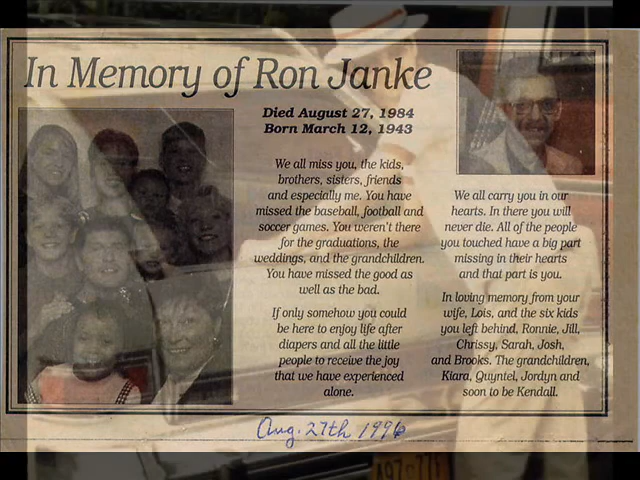 In Memory of Ron Janke
Died August 27, 1984
Born March 12, 1943
We all miss you, the kids,
brothers, sisters, friends
and especially me. You have
missed the baseball, football and
soccer games. You weren't there
for the graduations, the
weddings, and the grandchildren.
You have missed the good as
well as the bad.
If only somehow you could
be here to enjoy life after
diapers and all the little
people to receive the joy
that we have experienced
alone.
We all carry you in our
hearts. In there you will
never die. All of the people
you touched have a big part
missing in their hearts
and that part is you.
In loving memory from your
wife, Lois, and the six kids
you left behind, Ronnie, Jill,
Chrissy, Sarah, Josh,
and Brooks. The grandchildren,
Kiara, Quyntel, Jordyn and
soon to be Kendall.
Aug. 27th 1996